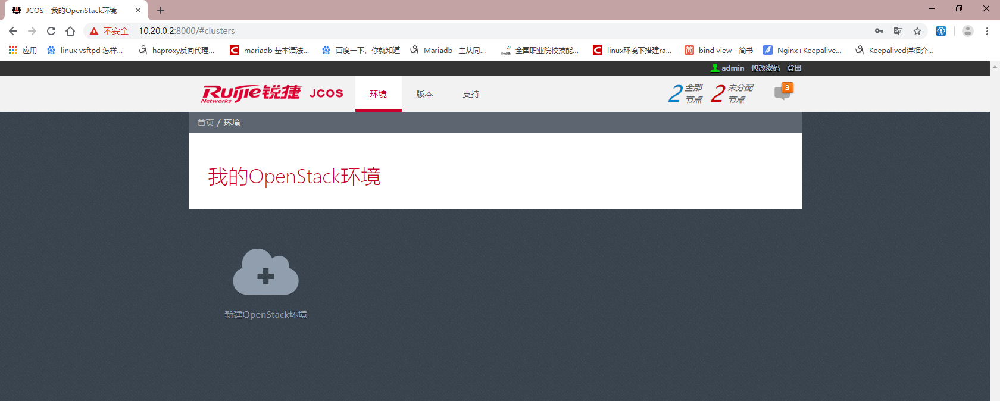 JCOS - 我的OpenStack环境
不安全 10.20.0.2:8000/#clusters
应用 linux vsftpd 怎样... haproxy反向代理... mariadb 基本语法... 百度一下，你就知道 Mariadb--主从同... 全国职业院校技能... linux环境下搭建ra... 简 bind view - 简书 Nginx+Keepalive... Keepalived详细介...
admin 修改密码 登出
Ruijie锐捷 Networks JCOS 环境 版本 支持 2 全部节点 2 未分配节点 3
首页 / 环境
我的OpenStack环境
新建OpenStack环境